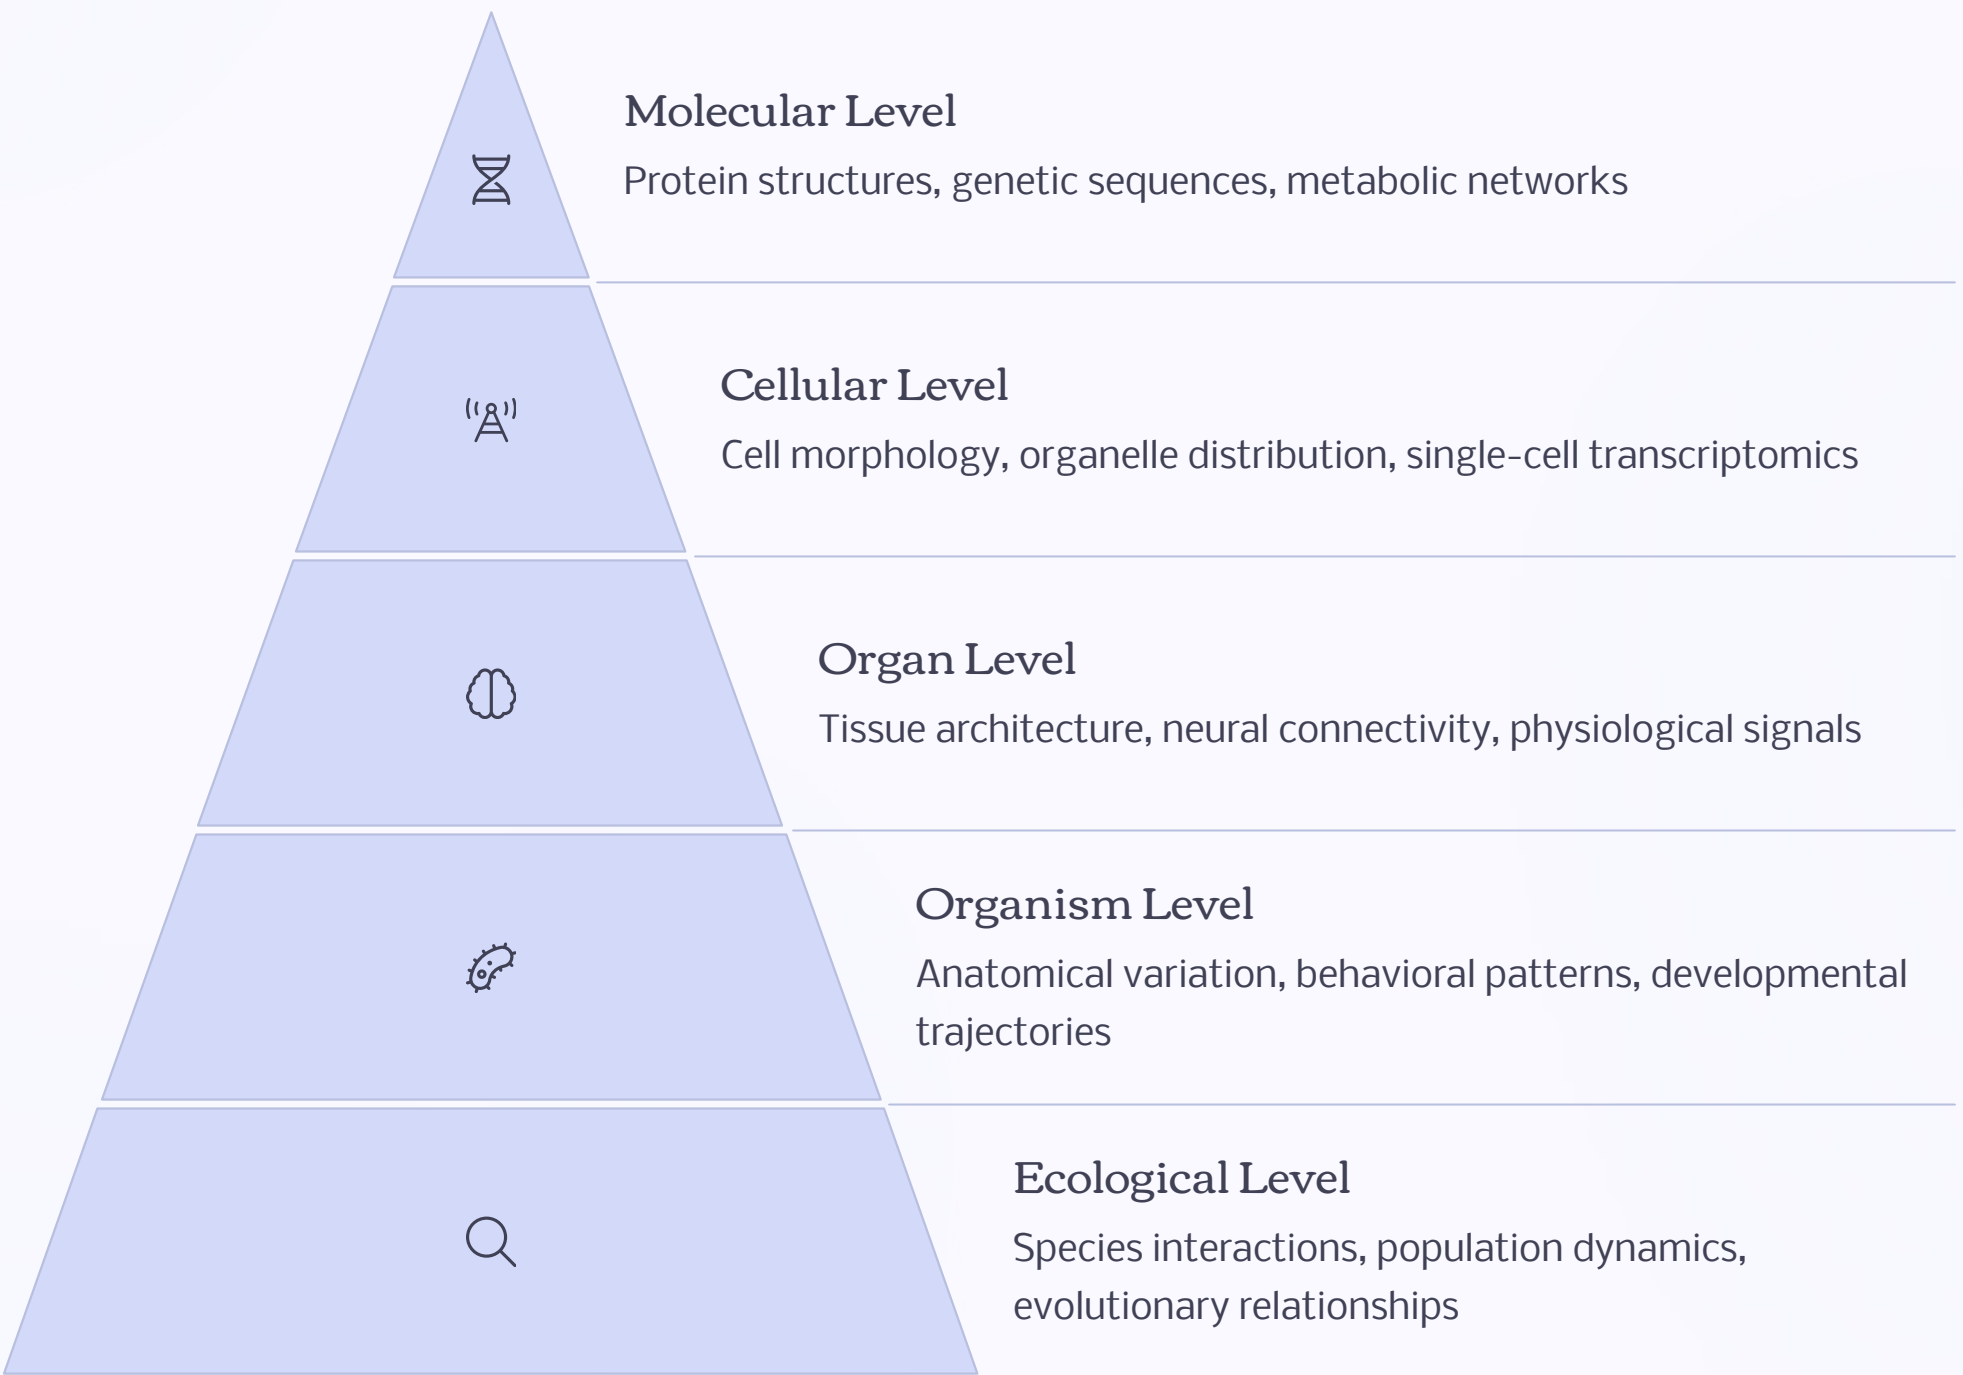 Molecular Level
Protein structures, genetic sequences, metabolic networks
Cellular Level
Cell morphology, organelle distribution, single-cell transcriptomics
Organ Level
Tissue architecture, neural connectivity, physiological signals
Organism Level
Anatomical variation, behavioral patterns, developmental
trajectories
Ecological Level
Species interactions, population dynamics,
evolutionary relationships